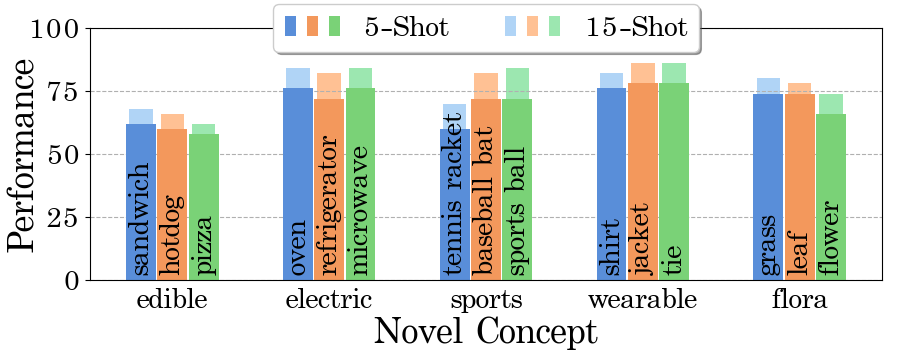 5-Shot 15-Shot
Performance
100
75
50
25
0
sandwich
hotdog
pizza
oven
refrigerator
microwave
tennis racket
baseball bat
sports ball
shirt
jacket
tie
grass
leaf
flower
edible electric sports wearable flora
Novel Concept